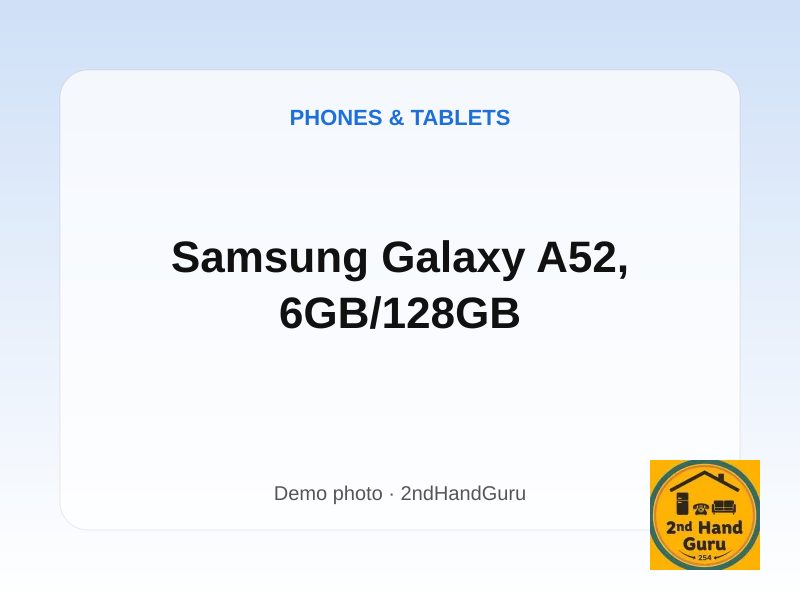 PHONES & TABLETS
Samsung Galaxy A52,
6GB/128GB
Demo photo · 2ndHandGuru
2nd Hand
Guru
254